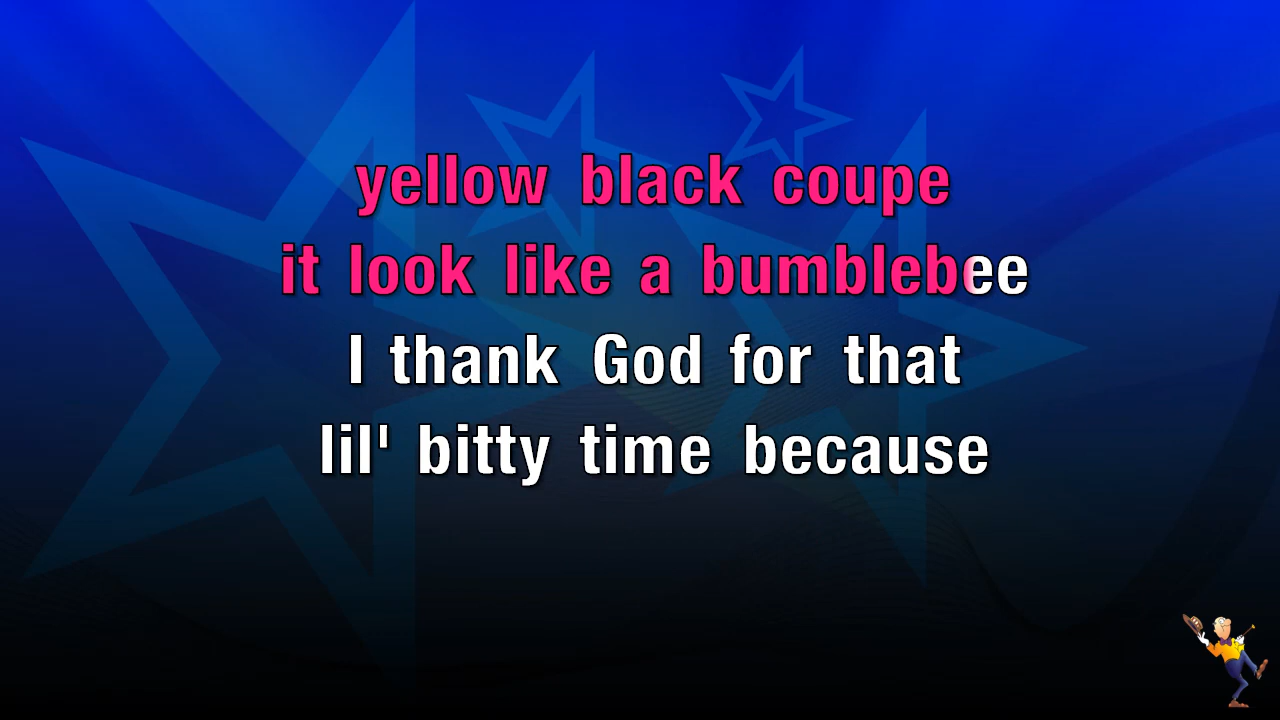 yellow black coupe
it look like a bumblebee
I thank God for that
lil' bitty time because